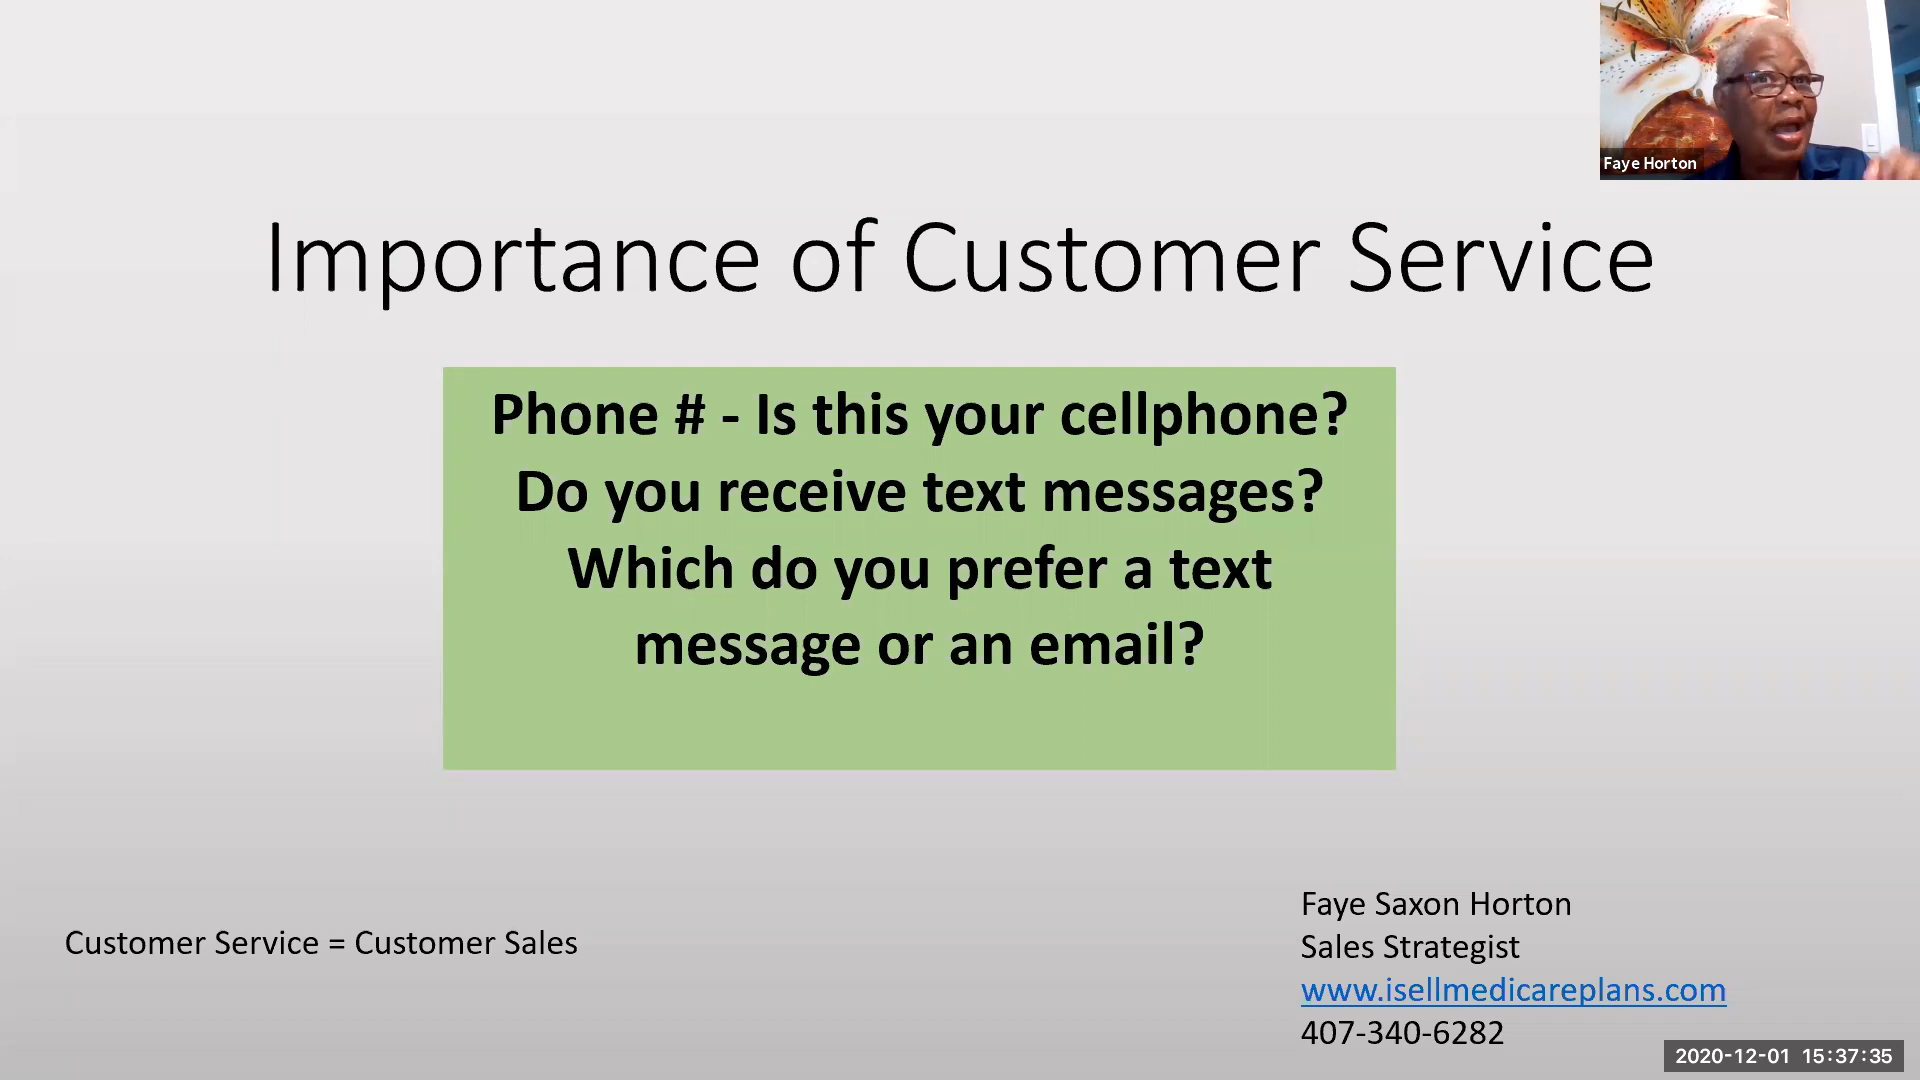 Faye Horton
Importance of Customer Service
Phone # - Is this your cellphone?
Do you receive text messages?
Which do you prefer a text
message or an email?
Customer Service = Customer Sales
Faye Saxon Horton
Sales Strategist
www.isellmedicareplans.com
407-340-6282
2020-12-01 15:37:35